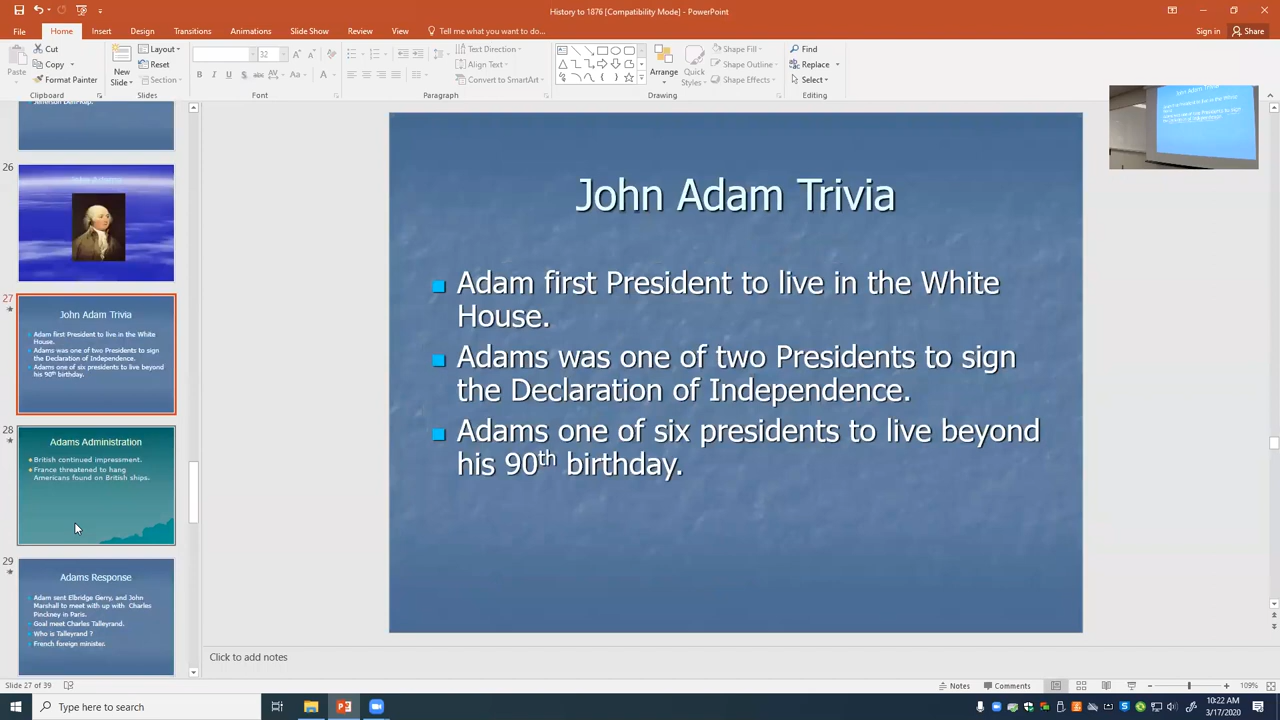 History to 1876 [Compatibility Mode] - PowerPoint
File Home Insert Design Transitions Animations Slide Show Review View Tell me what you want to do... Sign in Share
Cut Layout 32 Text Direction Shape Fill Find
Paste Copy New Slide Reset Align Text Arrange Quick Styles Shape Outline Replace
Format Painter Section Convert to SmartArt Shape Effects Select
Clipboard Slides Font Paragraph Drawing Editing
26
John Adams
27
John Adam Trivia
Adam first President to live in the White
House.
Adams was one of two Presidents to sign
the Declaration of Independence.
Adams one of six presidents to live beyond
his 90th birthday.
28
Adams Administration
British continued impressment.
France threatened to hang
Americans found on British ships.
29
Adams Response
Adam sent Elbridge Gerry, and John
Marshall to meet with up with Charles
Pinckney in Paris.
Goal meet Charles Talleyrand.
Who is Talleyrand ?
French foreign minister.
John Adam Trivia
Adam first President to live in the White
House.
Adams was one of two Presidents to sign
the Declaration of Independence.
Adams one of six presidents to live beyond
his 90th birthday.
Click to add notes
Slide 27 of 39 Notes Comments 109%
Type here to search
10:22 AM
3/17/2020